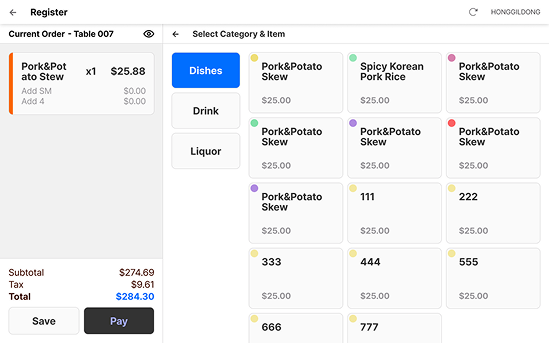 Register
HONGGILDONG
Current Order - Table 007
Select Category & Item
Pork&Pot
ato Stew
x1
$25.88
Add SM
$0.00
Add 4
$0.00
Subtotal
$274.69
Tax
$9.61
Total
$284.30
Save
Pay
Dishes
Drink
Liquor
Pork&Potato
Skew
$25.00
Spicy Korean
Pork Rice
$25.00
Pork&Potato
Skew
$25.00
Pork&Potato
Skew
$25.00
Pork&Potato
Skew
$25.00
Pork&Potato
Skew
$25.00
Pork&Potato
Skew
$25.00
111
$25.00
222
$25.00
333
$25.00
444
$25.00
555
$25.00
666
777